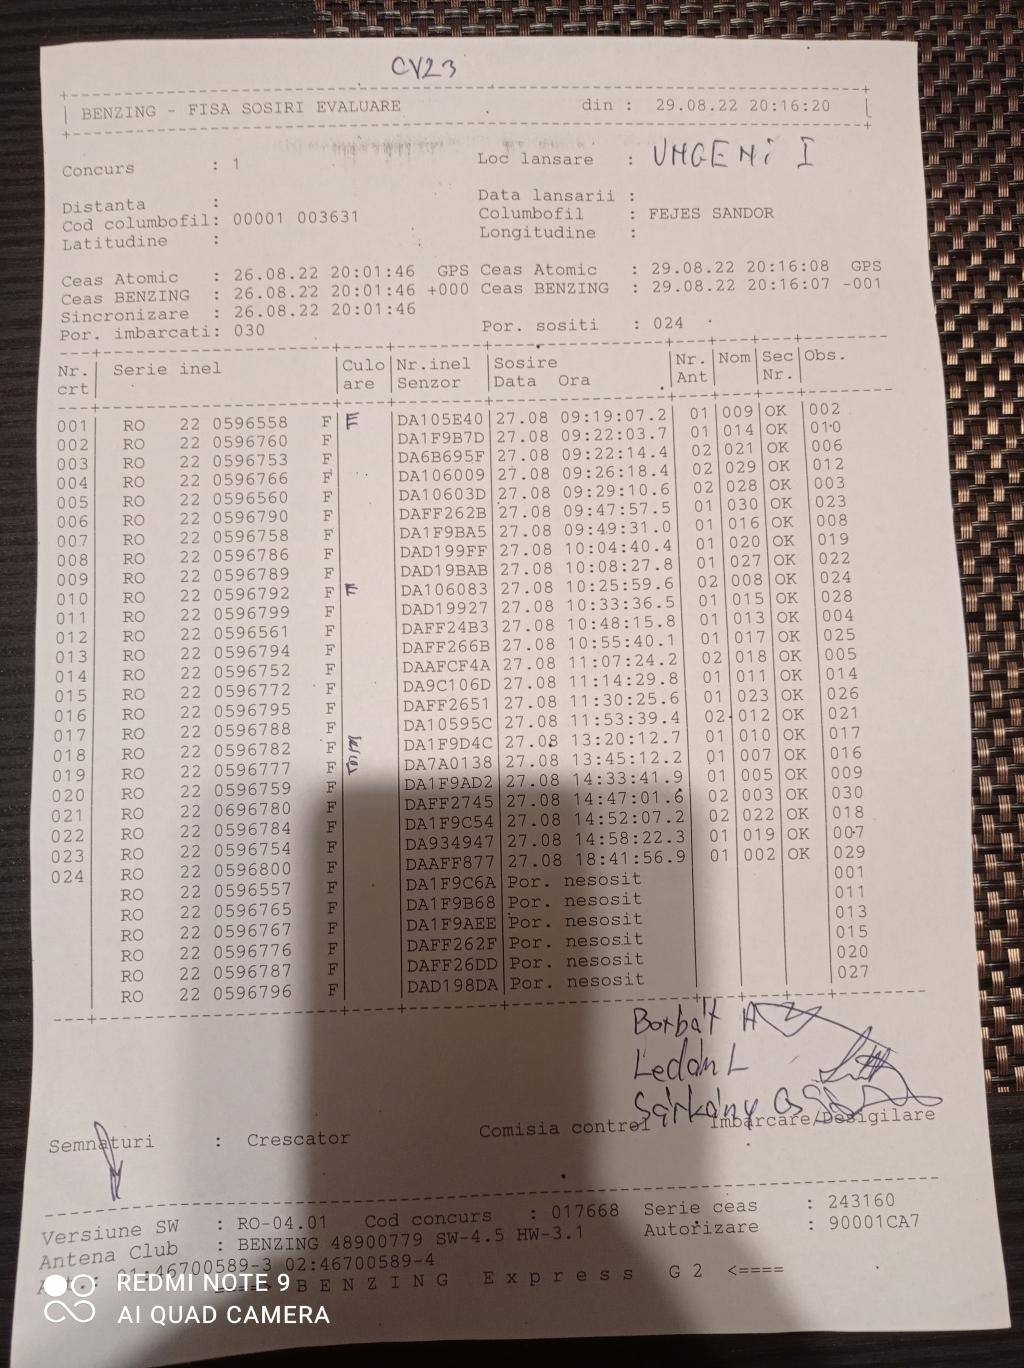 CV23
BENZING - FISA SOSIRI EVALUARE din : 29.08.22 20:16:20
Concurs : 1 Loc lansare : UNGENI I
Distanta : Data lansarii :
Cod columbofil: 00001 003631 Columbofil : FEJES SANDOR
Latitudine : Longitudine :
Ceas Atomic : 26.08.22 20:01:46 GPS Ceas Atomic : 29.08.22 20:16:08 GPS
Ceas BENZING : 26.08.22 20:01:46 +000 Ceas BENZING : 29.08.22 20:16:07 -001
Sincronizare : 26.08.22 20:01:46
Por. imbarcati: 030 Por. sositi : 024
Nr. Serie inel Culo Nr.inel Sosire Nr. Nom Sec Obs.
crt are Senzor Data Ora Ant Nr.
001 RO 22 0596558 F E DA105E40 27.08 09:19:07.2 01 009 OK 002
002 RO 22 0596760 F DA1F9B7D 27.08 09:22:03.7 01 014 OK 010
003 RO 22 0596753 F DA6B695F 27.08 09:22:14.4 02 021 OK 006
004 RO 22 0596766 F DA106009 27.08 09:26:18.4 02 029 OK 012
005 RO 22 0596560 F DA10603D 27.08 09:29:10.6 02 028 OK 003
006 RO 22 0596790 F DAFF262B 27.08 09:47:57.5 01 030 OK 023
007 RO 22 0596758 F DA1F9BA5 27.08 09:49:31.0 01 016 OK 008
008 RO 22 0596786 F DAD199FF 27.08 10:04:40.4 01 020 OK 019
009 RO 22 0596789 F DAD19BAB 27.08 10:08:27.8 01 027 OK 022
010 RO 22 0596792 F E DA106083 27.08 10:25:59.6 02 008 OK 024
011 RO 22 0596799 F DAD19927 27.08 10:33:36.5 01 015 OK 028
012 RO 22 0596561 F DAFF24B3 27.08 10:48:15.8 01 013 OK 004
013 RO 22 0596794 F DAFF266B 27.08 10:55:40.1 01 017 OK 025
014 RO 22 0596752 F DAAFCF4A 27.08 11:07:24.2 02 018 OK 005
015 RO 22 0596772 F DA9C106D 27.08 11:14:29.8 01 011 OK 014
016 RO 22 0596795 F DAFF2651 27.08 11:30:25.6 01 023 OK 026
017 RO 22 0596788 F DA10595C 27.08 11:53:39.4 02 012 OK 021
018 RO 22 0596782 F DA1F9D4C 27.08 13:20:12.7 01 010 OK 017
019 RO 22 0596777 F DA7A0138 27.08 13:45:12.2 01 007 OK 016
020 RO 22 0596759 F DA1F9AD2 27.08 14:33:41.9 01 005 OK 009
021 RO 22 0696780 F DAFF2745 27.08 14:47:01.6 02 003 OK 030
022 RO 22 0596784 F DA1F9C54 27.08 14:52:07.2 02 022 OK 018
023 RO 22 0596754 F DA934947 27.08 14:58:22.3 01 019 OK 007
024 RO 22 0596800 F DAAFF877 27.08 18:41:56.9 01 002 OK 029
RO 22 0596557 F DA1F9C6A Por. nesosit 001
RO 22 0596765 F DA1F9B68 Por. nesosit 011
RO 22 0596767 F DA1F9AEE Por. nesosit 013
RO 22 0596776 F DAFF262F Por. nesosit 015
RO 22 0596787 F DAFF26DD Por. nesosit 020
RO 22 0596796 F DAD198DA Por. nesosit 027
Borbat A
Ledán L
Sárkány Cs
Semnaturi : Crescator Comisia control Imbarcare/Desigilare
Versiune SW : RO-04.01 Cod concurs : 017668 Serie ceas : 243160
Antena Club : BENZING 48900779 SW-4.5 HW-3.1 Autorizare : 90001CA7
01:46700589-3 02:46700589-4
BENZING Express G2 <====
REDMI NOTE 9
AI QUAD CAMERA